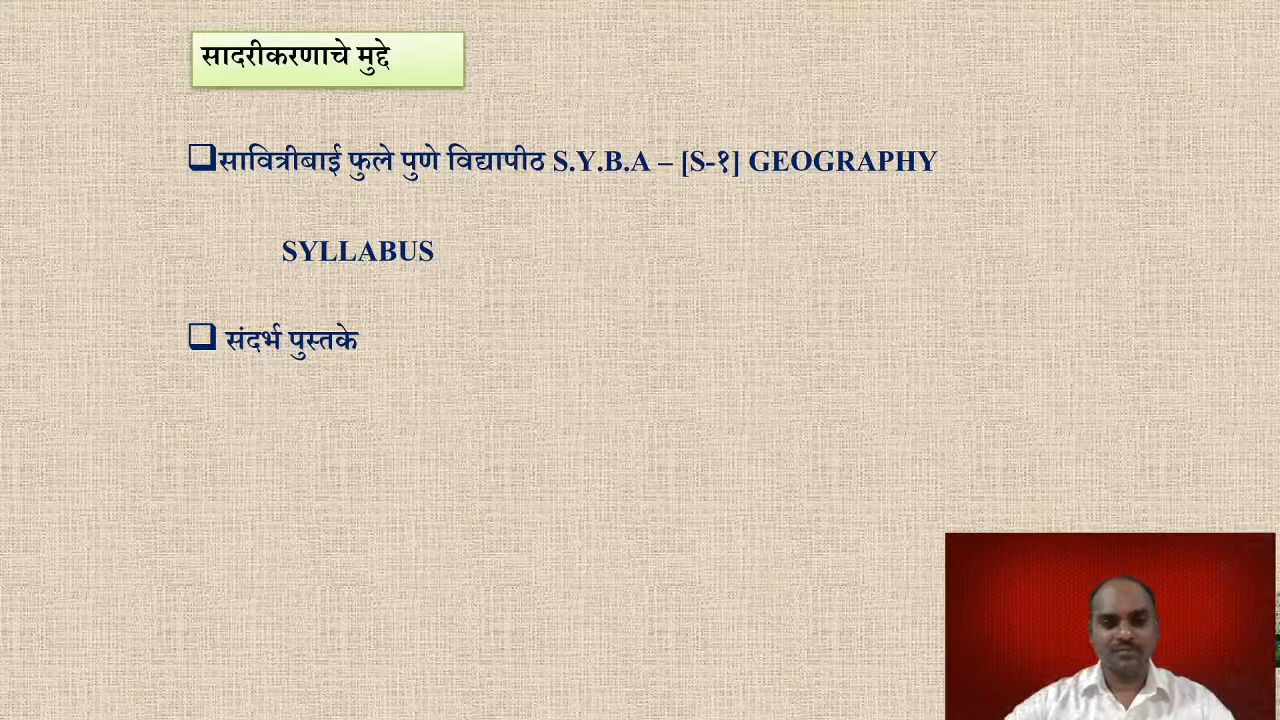 सादरीकरणाचे मुद्दे
सावित्रीबाई फुले पुणे विद्यापीठ S.Y.B.A – [S-१] GEOGRAPHY
SYLLABUS
संदर्भ पुस्तके